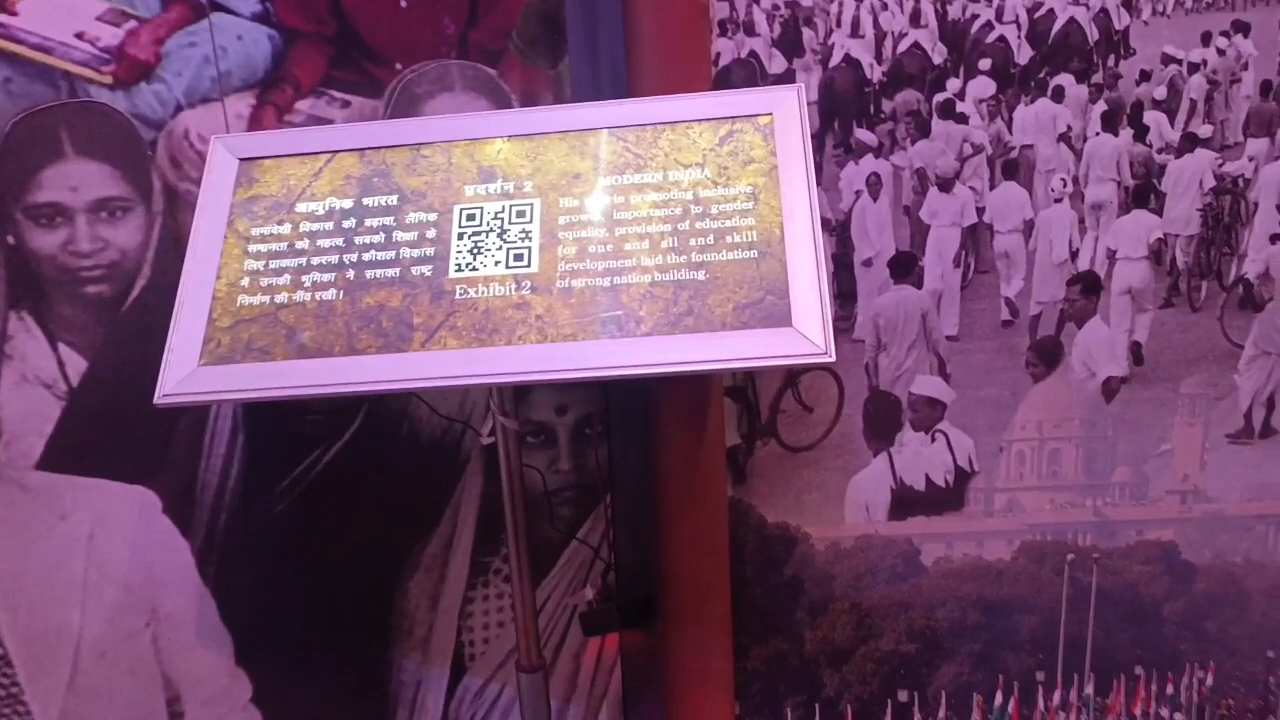 आधुनिक भारत
समावेशी विकास को बढ़ावा, लैंगिक
समानता को महत्व, सबको शिक्षा के
लिए प्रावधान करना एवं कौशल विकास
में उनकी भूमिका ने सशक्त राष्ट्र
निर्माण की नींव रखी।
प्रदर्शन 2
Exhibit 2
MODERN INDIA
His in promoting inclusive
growth, importance to gender
equality, provision of education
for one and all and skill
development laid the foundation
of strong nation building.